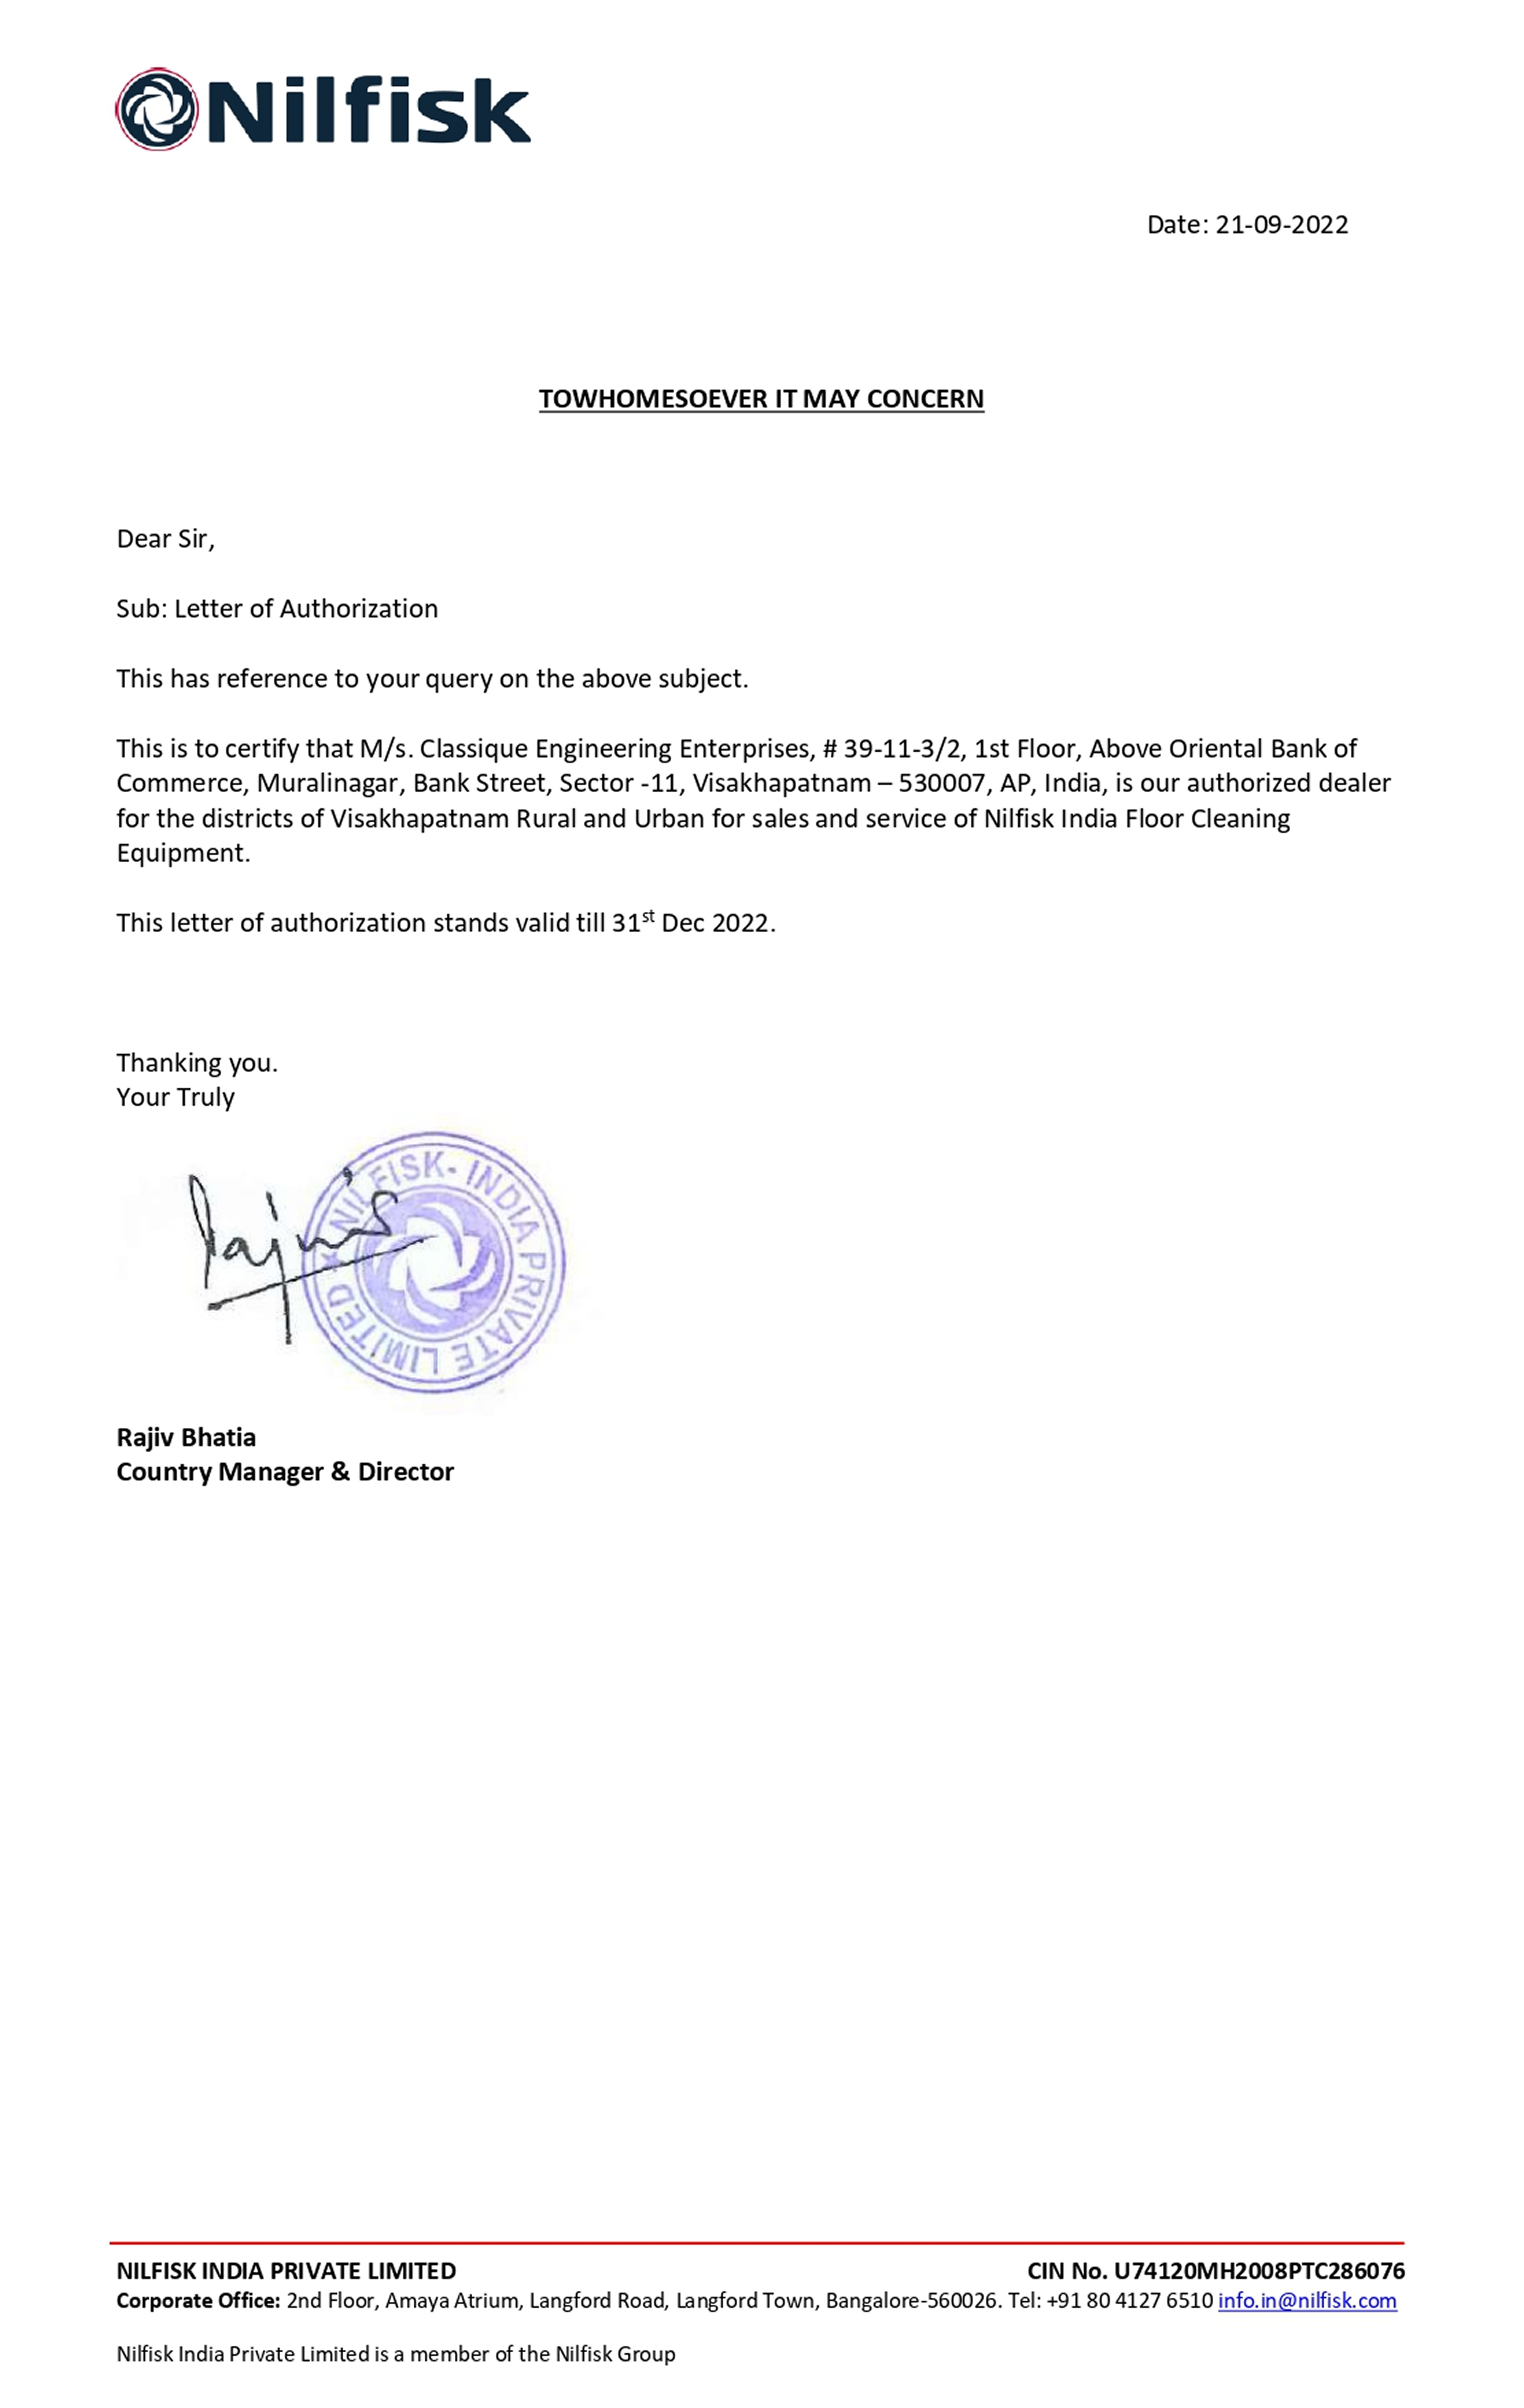 Nilfisk
Date: 21-09-2022
TOWHOMESOEVER IT MAY CONCERN
Dear Sir,
Sub: Letter of Authorization
This has reference to your query on the above subject.
This is to certify that M/s. Classique Engineering Enterprises, # 39-11-3/2, 1st Floor, Above Oriental Bank of
Commerce, Muralinagar, Bank Street, Sector -11, Visakhapatnam – 530007, AP, India, is our authorized dealer
for the districts of Visakhapatnam Rural and Urban for sales and service of Nilfisk India Floor Cleaning
Equipment.
This letter of authorization stands valid till 31st Dec 2022.
Thanking you.
Your Truly
Rajiv
NILFISK- INDIA PRIVATE LIMITED
Rajiv Bhatia
Country Manager & Director
NILFISK INDIA PRIVATE LIMITED CIN No. U74120MH2008PTC286076
Corporate Office: 2nd Floor, Amaya Atrium, Langford Road, Langford Town, Bangalore-560026. Tel: +91 80 4127 6510 info.in@nilfisk.com
Nilfisk India Private Limited is a member of the Nilfisk Group